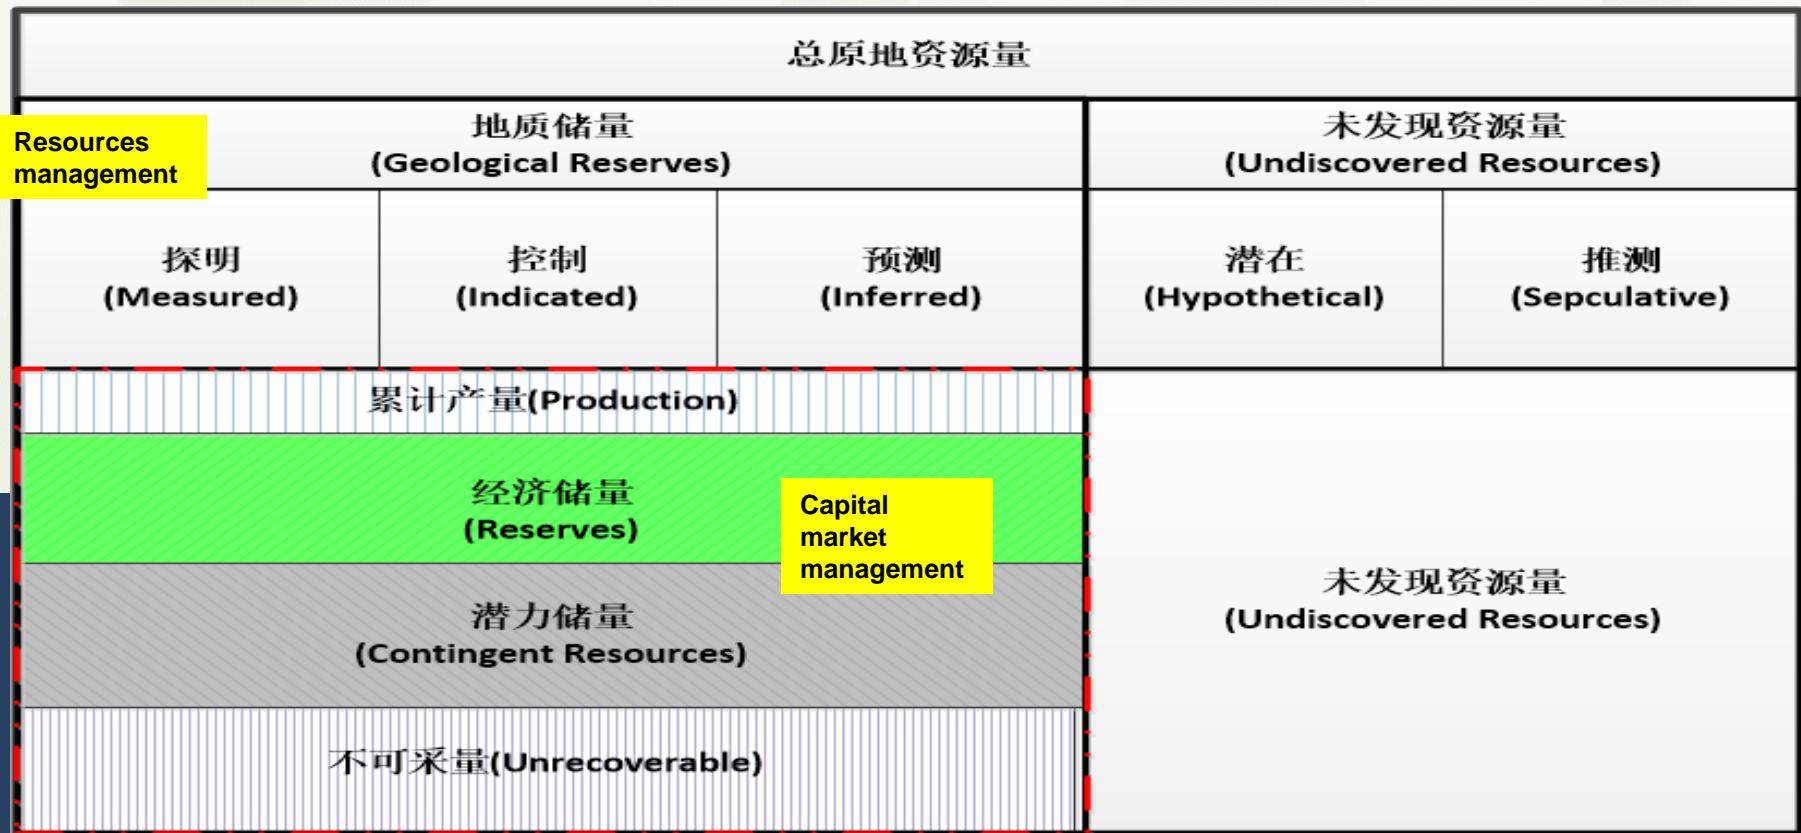 总原地资源量
Resources
management
地质储量
(Geological Reserves)
未发现资源量
(Undiscovered Resources)
探明
(Measured)
控制
(Indicated)
预测
(Inferred)
潜在
(Hypothetical)
推测
(Sepculative)
累计产量(Production)
经济储量
(Reserves)
Capital
market
management
潜力储量
(Contingent Resources)
不可采量(Unrecoverable)
未发现资源量
(Undiscovered Resources)